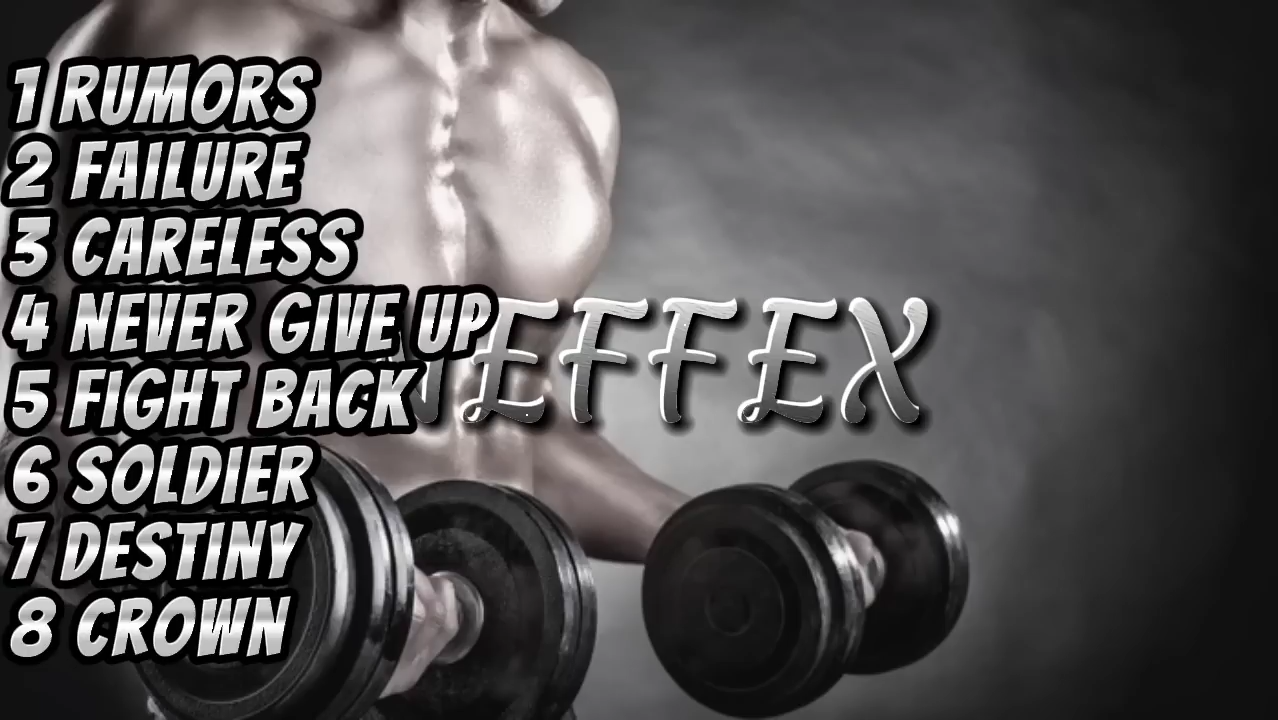 1 RUMORS
2 FAILURE
3 CARELESS
4 NEVER GIVE UP
NEFFEX
5 FIGHT BACK
6 SOLDIER
7 DESTINY
8 CROWN